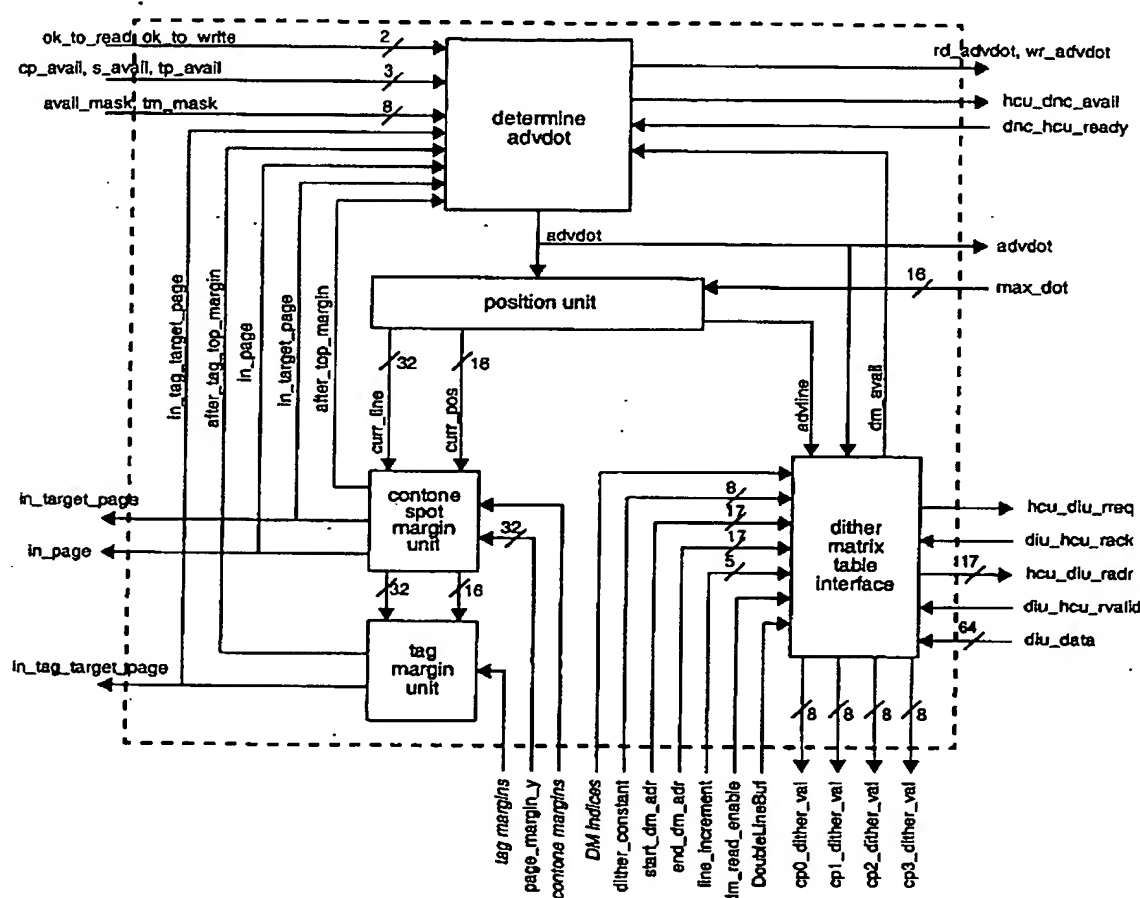 ok_to_read, ok_to_write
2
cp_avail, s_avail, tp_avail
3
avail_mask, tm_mask
8
determine
advdot
rd_advdot, wr_advdot
hcu_dnc_avail
dnc_hcu_ready
advdot
advdot
position unit
16
max_dot
in_tag_target_page
after_tag_top_margin
in_page
in_target_page
after_top_margin
32
16
curr_line
curr_pos
advline
dm_avail
in_target_page
in_page
contone
spot
margin
unit
32
32
16
tag
margin
unit
in_tag_target_page
8
17
17
5
dither
matrix
table
interface
hcu_diu_rreq
diu_hcu_rack
17
hcu_diu_radr
diu_hcu_rvalid
64
diu_data
8
8
8
8
tag margins
page_margin_y
contone margins
DM indices
dither_constant
start_dm_adr
end_dm_adr
line_increment
dm_read_enable
DoubleLineBuf
cp0_dither_val
cp1_dither_val
cp2_dither_val
cp3_dither_val